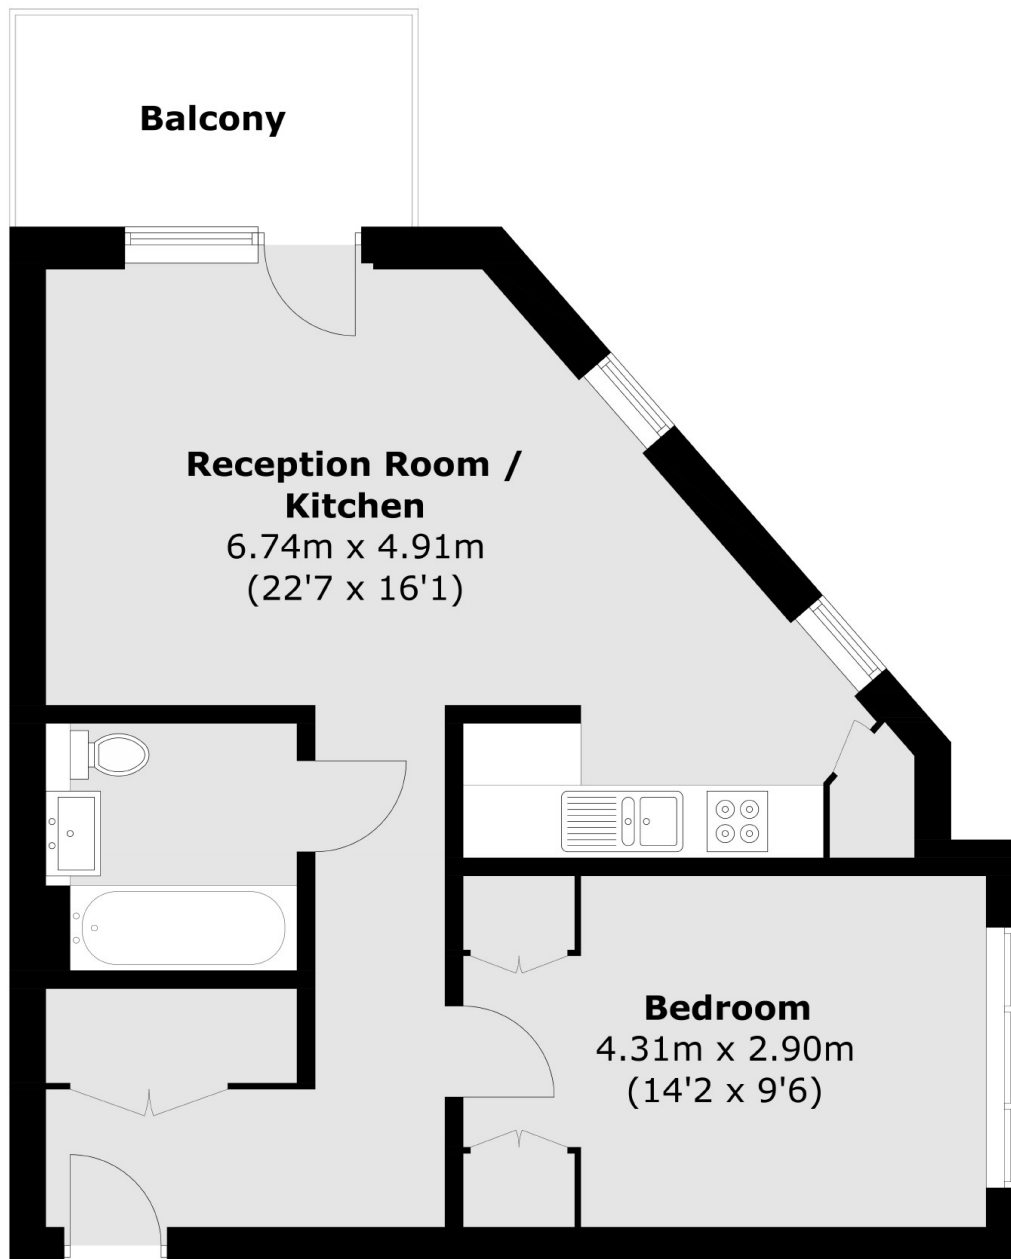 Balcony
Reception Room /
Kitchen
6.74m x 4.91m
(22'7 x 16'1)
Bedroom
4.31m x 2.90m
(14'2 x 9'6)